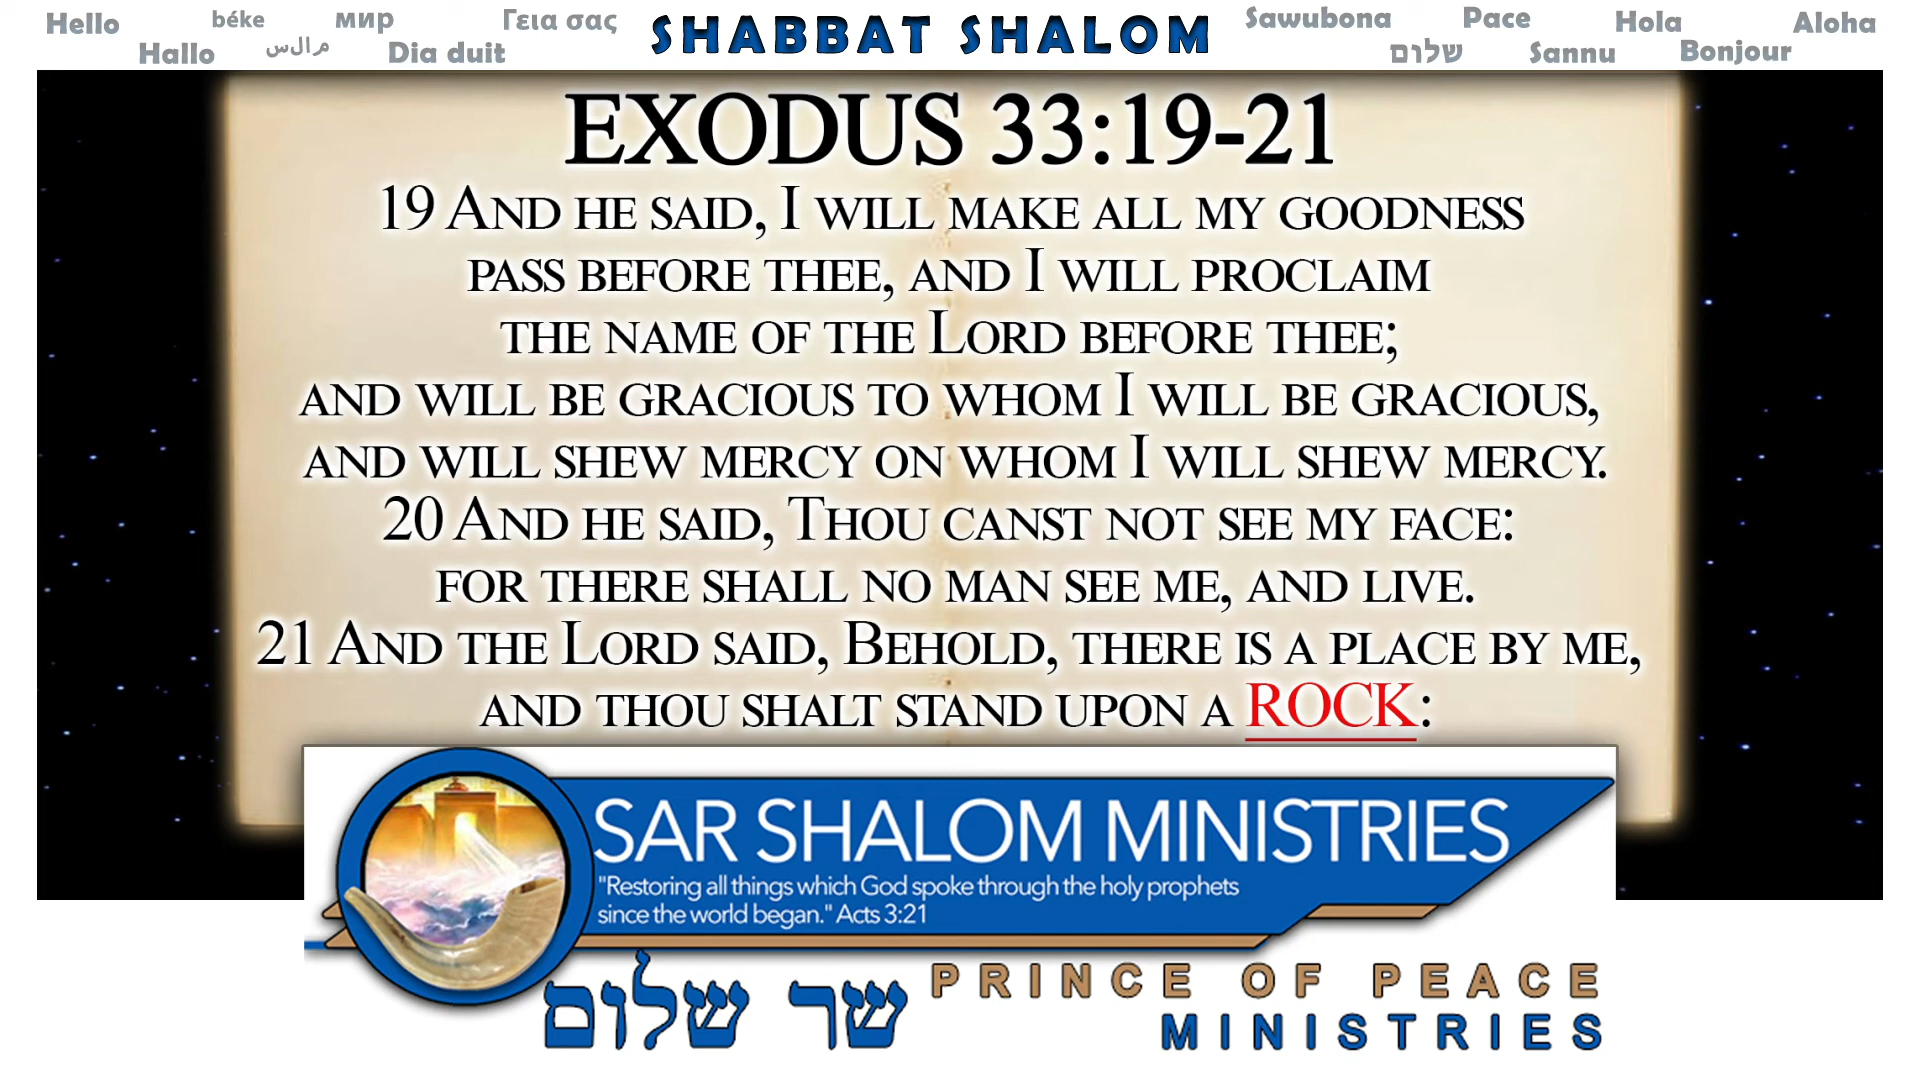 Hello béke мир Γεια σας SHABBAT SHALOM Sawubona Pace Hola Aloha
Hallo م‎ا‎ل‎س Dia duit שלום Sannu Bonjour
EXODUS 33:19-21
19 AND HE SAID, I WILL MAKE ALL MY GOODNESS
PASS BEFORE THEE, AND I WILL PROCLAIM
THE NAME OF THE LORD BEFORE THEE;
AND WILL BE GRACIOUS TO WHOM I WILL BE GRACIOUS,
AND WILL SHEW MERCY ON WHOM I WILL SHEW MERCY.
20 AND HE SAID, THOU CANST NOT SEE MY FACE:
FOR THERE SHALL NO MAN SEE ME, AND LIVE.
21 AND THE LORD SAID, BEHOLD, THERE IS A PLACE BY ME,
AND THOU SHALT STAND UPON A ROCK:
SAR SHALOM MINISTRIES
"Restoring all things which God spoke through the holy prophets
since the world began." Acts 3:21
שר שלום
PRINCE OF PEACE
MINISTRIES